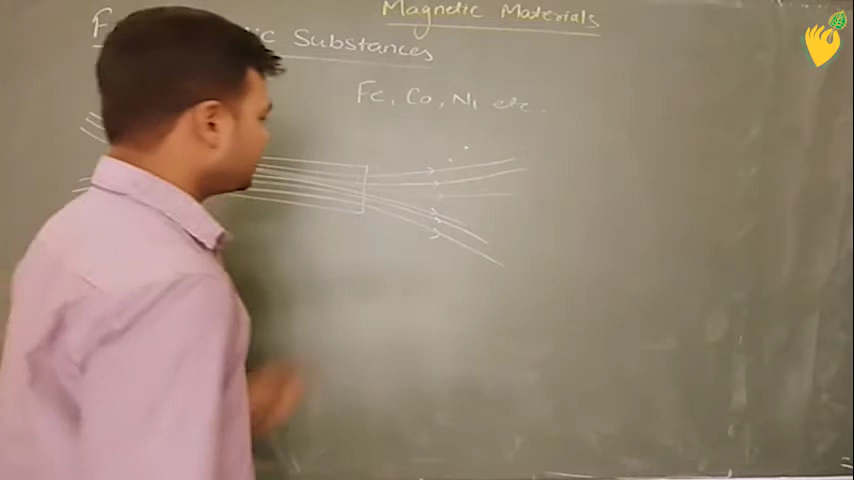 Magnetic Materials
F ic Substances
Fe, Co, Ni etc.